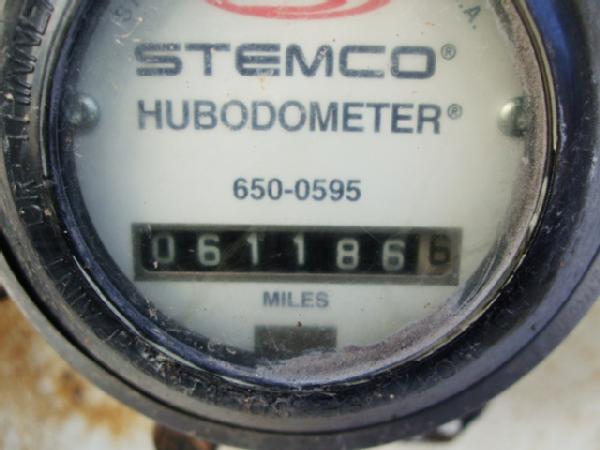 STEMCO®
HUBODOMETER®
650-0595
0611866
MILES